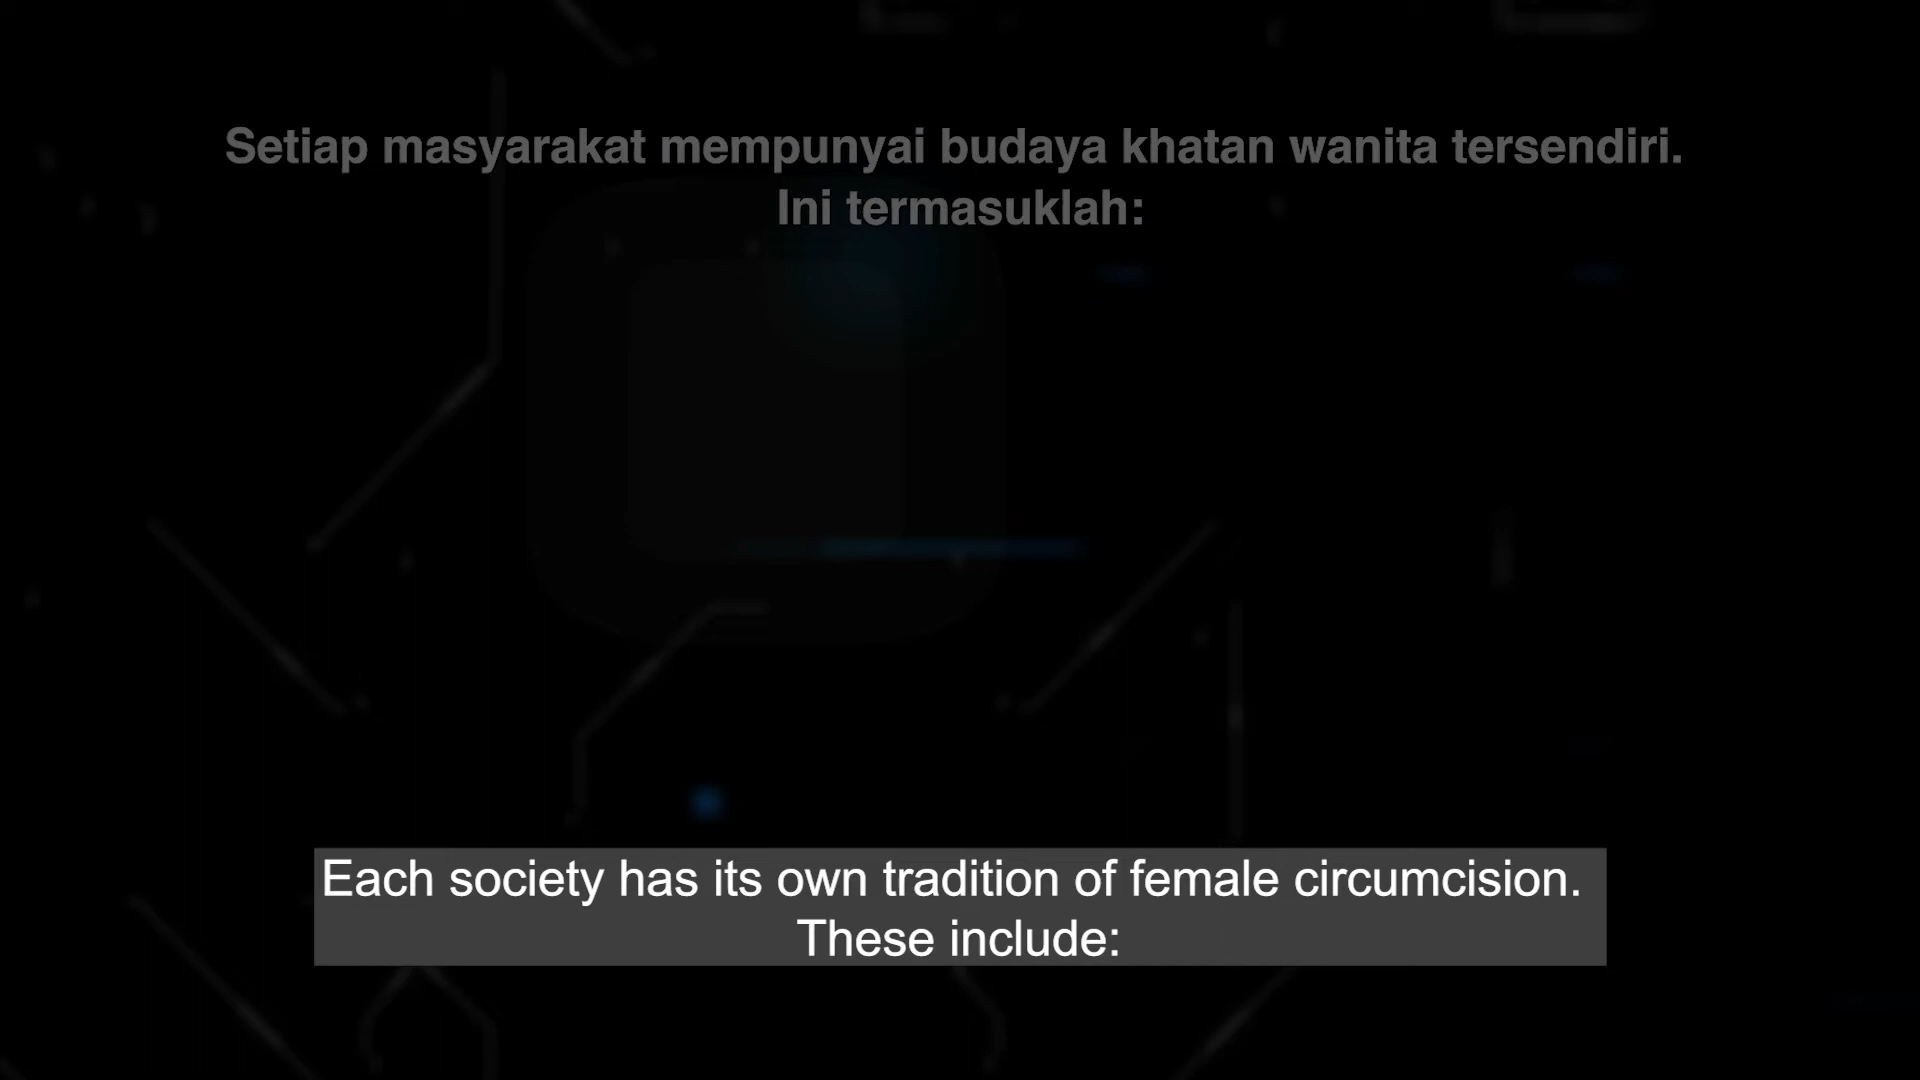 Setiap masyarakat mempunyai budaya khatan wanita tersendiri.
Ini termasuklah:
Each society has its own tradition of female circumcision.
These include: